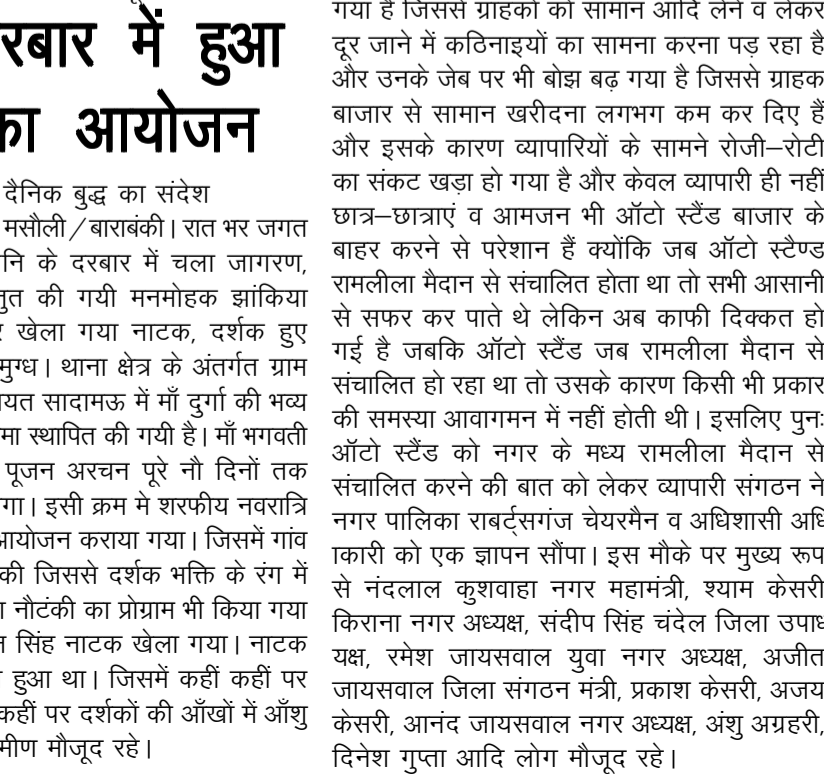 रबार में हुआ
का आयोजन
दैनिक बुद्ध का संदेश
मसौली/बाराबंकी। रात भर जगत
नि के दरबार में चला जागरण,
तुत की गयी मनमोहक झांकिया
खेला गया नाटक, दर्शक हुए
मुग्ध। थाना क्षेत्र के अंतर्गत ग्राम
यत सादामऊ में माँ दुर्गा की भव्य
मा स्थापित की गयी है। माँ भगवती
पूजन अरचन पूरे नौ दिनों तक
गा। इसी क्रम मे शरफीय नवरात्रि
आयोजन कराया गया। जिसमें गांव
की जिससे दर्शक भक्ति के रंग में
नौटंकी का प्रोग्राम भी किया गया
सिंह नाटक खेला गया। नाटक
हुआ था। जिसमें कहीं कहीं पर
कहीं पर दर्शकों की आँखों में आँशु
मीण मौजूद रहे।
गया है जिससे ग्राहकों को सामान आदि लेने व लेकर
दूर जाने में कठिनाइयों का सामना करना पड़ रहा है
और उनके जेब पर भी बोझ बढ़ गया है जिससे ग्राहक
बाजार से सामान खरीदना लगभग कम कर दिए हैं
और इसके कारण व्यापारियों के सामने रोजी–रोटी
का संकट खड़ा हो गया है और केवल व्यापारी ही नहीं
छात्र–छात्राएं व आमजन भी ऑटो स्टैंड बाजार के
बाहर करने से परेशान हैं क्योंकि जब ऑटो स्टैण्ड
रामलीला मैदान से संचालित होता था तो सभी आसानी
से सफर कर पाते थे लेकिन अब काफी दिक्कत हो
गई है जबकि ऑटो स्टैंड जब रामलीला मैदान से
संचालित हो रहा था तो उसके कारण किसी भी प्रकार
की समस्या आवागमन में नहीं होती थी। इसलिए पुनः
ऑटो स्टैंड को नगर के मध्य रामलीला मैदान से
संचालित करने की बात को लेकर व्यापारी संगठन ने
नगर पालिका राबर्ट्सगंज चेयरमैन व अधिशासी अधि
ाकारी को एक ज्ञापन सौंपा। इस मौके पर मुख्य रूप
से नंदलाल कुशवाहा नगर महामंत्री, श्याम केसरी
किराना नगर अध्यक्ष, संदीप सिंह चंदेल जिला उपाध
यक्ष, रमेश जायसवाल युवा नगर अध्यक्ष, अजीत
जायसवाल जिला संगठन मंत्री, प्रकाश केसरी, अजय
केसरी, आनंद जायसवाल नगर अध्यक्ष, अंशु अग्रहरी,
दिनेश गुप्ता आदि लोग मौजूद रहे।